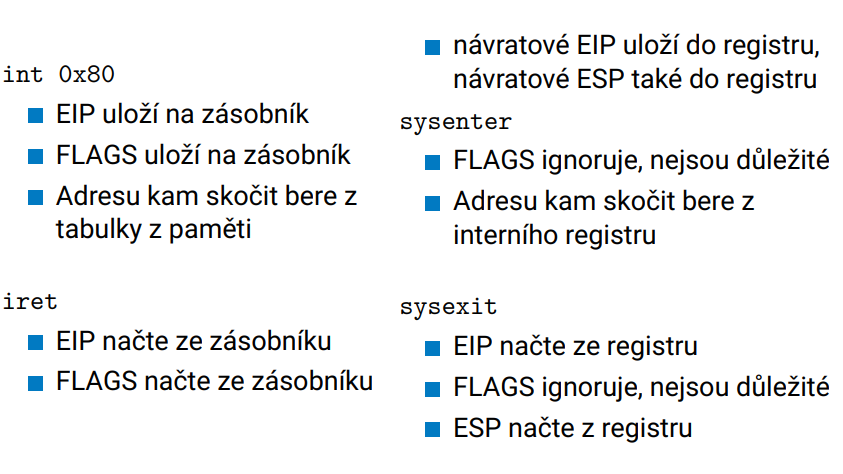 int 0x80
EIP uloží na zásobník
FLAGS uloží na zásobník
Adresu kam skočit bere z
tabulky z paměti
iret
EIP načte ze zásobníku
FLAGS načte ze zásobníku
návratové EIP uloží do registru,
návratové ESP také do registru
sysenter
FLAGS ignoruje, nejsou důležité
Adresu kam skočit bere z
interního registru
sysexit
EIP načte ze registru
FLAGS ignoruje, nejsou důležité
ESP načte z registru